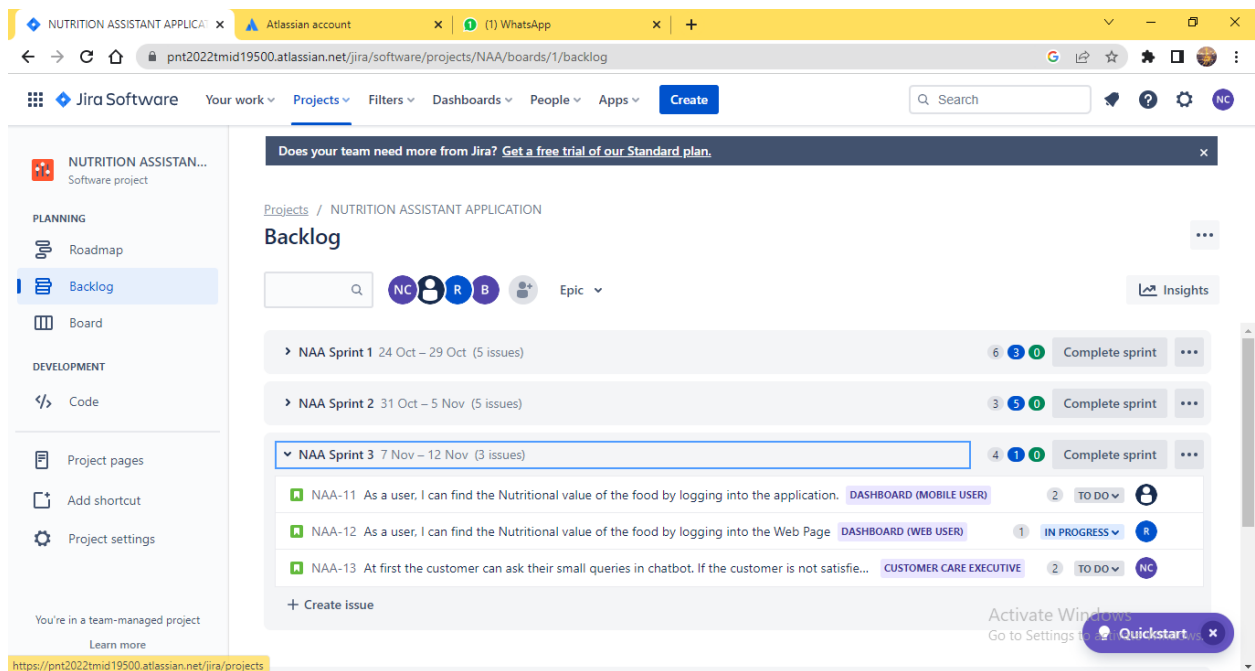 NUTRITION ASSISTANT APPLICAT
Atlassian account
1 (1) WhatsApp
pnt2022tmid19500.atlassian.net/jira/software/projects/NAA/boards/1/backlog
G
Jira Software Your work Projects Filters Dashboards People Apps Create Search NC
NUTRITION ASSISTAN...
Software project
PLANNING
Roadmap
Backlog
Board
DEVELOPMENT
Code
Project pages
Add shortcut
Project settings
You're in a team-managed project
Learn more
https://pnt2022tmid19500.atlassian.net/jira/projects
Does your team need more from Jira? Get a free trial of our Standard plan.
Projects / NUTRITION ASSISTANT APPLICATION
Backlog
NC R B Epic Insights
NAA Sprint 1 24 Oct – 29 Oct (5 issues) 6 3 0 Complete sprint
NAA Sprint 2 31 Oct – 5 Nov (5 issues) 3 5 0 Complete sprint
NAA Sprint 3 7 Nov – 12 Nov (3 issues) 4 1 0 Complete sprint
NAA-11 As a user, I can find the Nutritional value of the food by logging into the application. DASHBOARD (MOBILE USER) 2 TO DO
NAA-12 As a user, I can find the Nutritional value of the food by logging into the Web Page DASHBOARD (WEB USER) 1 IN PROGRESS R
NAA-13 At first the customer can ask their small queries in chatbot. If the customer is not satisfie... CUSTOMER CARE EXECUTIVE 2 TO DO NC
+ Create issue
Activate Windows
Go to Settings to
Quickstart